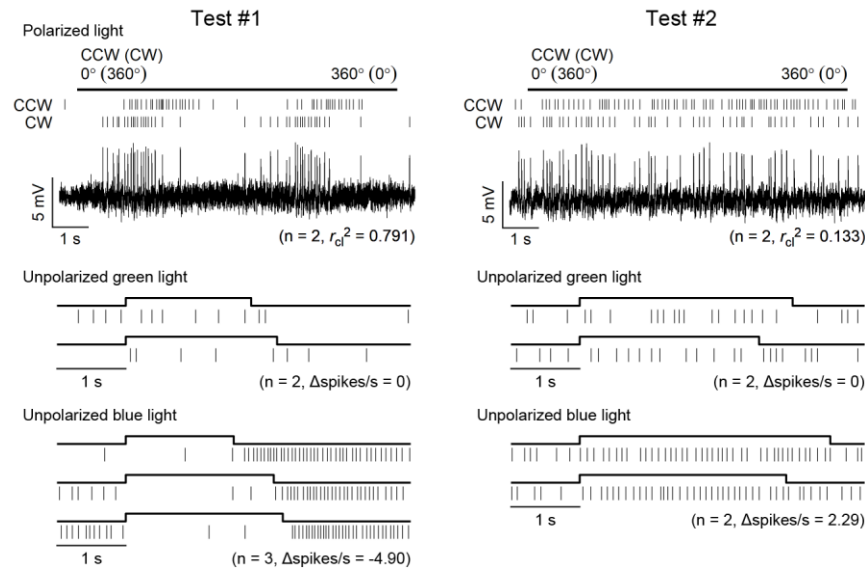 Test #1
Polarized light
CCW (CW)
0° (360°) 360° (0°)
CCW
CW
5 mV
1 s
(n = 2, rcl² = 0.791)
Unpolarized green light
1 s
(n = 2, Δspikes/s = 0)
Unpolarized blue light
1 s
(n = 3, Δspikes/s = -4.90)
Test #2
CCW (CW)
0° (360°) 360° (0°)
CCW
CW
5 mV
1 s
(n = 2, rcl² = 0.133)
Unpolarized green light
1 s
(n = 2, Δspikes/s = 0)
Unpolarized blue light
1 s
(n = 2, Δspikes/s = 2.29)